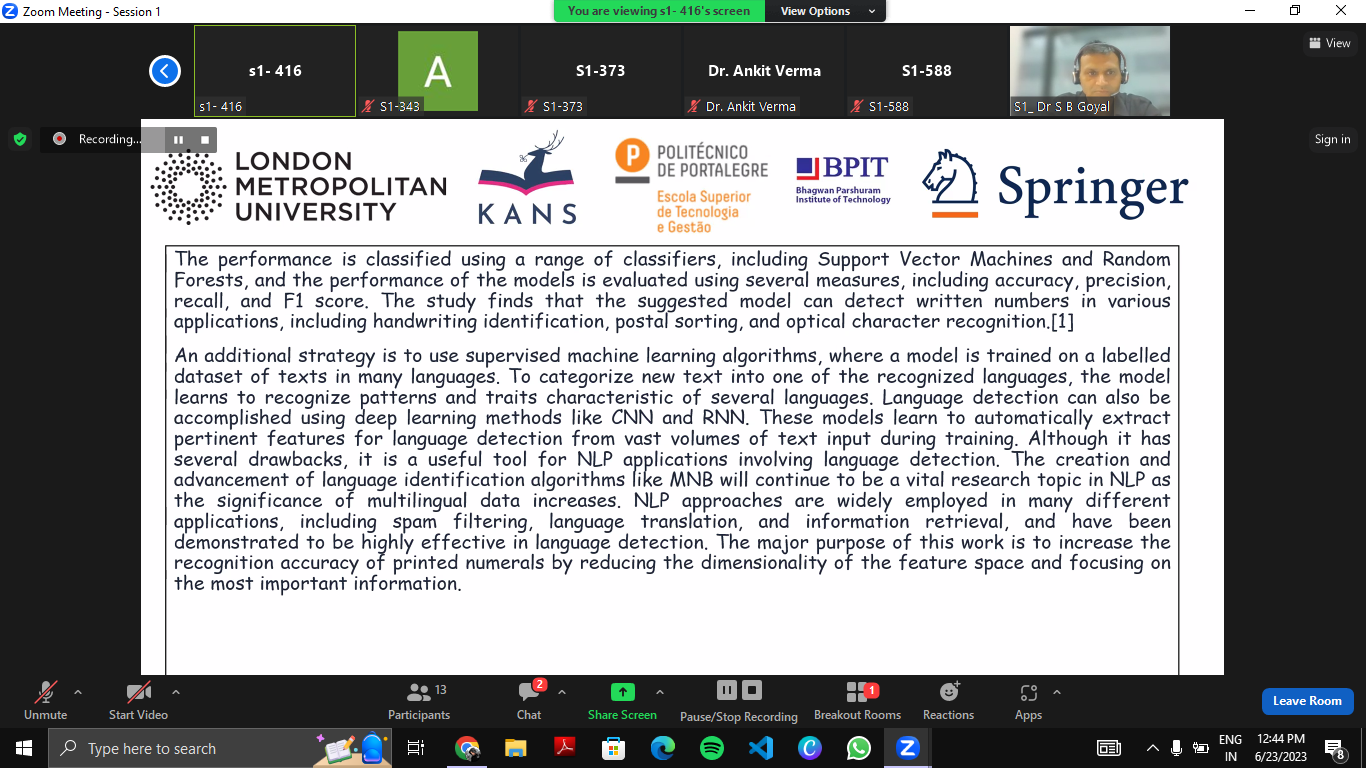 Zoom Meeting - Session 1
You are viewing s1- 416's screen
View Options
s1- 416
s1- 416
A
S1-343
S1-373
S1-373
Dr. Ankit Verma
Dr. Ankit Verma
S1-588
S1-588
S1_ Dr S B Goyal
View
Recording...
Sign in
LONDON
METROPOLITAN
UNIVERSITY
KANS
P
POLITÉCNICO
DE PORTALEGRE
Escola Superior
de Tecnologia
e Gestão
BPIT
Bhagwan Parshuram
Institute of Technology
Springer
The performance is classified using a range of classifiers, including Support Vector Machines and Random
Forests, and the performance of the models is evaluated using several measures, including accuracy, precision,
recall, and F1 score. The study finds that the suggested model can detect written numbers in various
applications, including handwriting identification, postal sorting, and optical character recognition.[1]
An additional strategy is to use supervised machine learning algorithms, where a model is trained on a labelled
dataset of texts in many languages. To categorize new text into one of the recognized languages, the model
learns to recognize patterns and traits characteristic of several languages. Language detection can also be
accomplished using deep learning methods like CNN and RNN. These models learn to automatically extract
pertinent features for language detection from vast volumes of text input during training. Although it has
several drawbacks, it is a useful tool for NLP applications involving language detection. The creation and
advancement of language identification algorithms like MNB will continue to be a vital research topic in NLP as
the significance of multilingual data increases. NLP approaches are widely employed in many different
applications, including spam filtering, language translation, and information retrieval, and have been
demonstrated to be highly effective in language detection. The major purpose of this work is to increase the
recognition accuracy of printed numerals by reducing the dimensionality of the feature space and focusing on
the most important information.
Unmute
Start Video
13
Participants
2
Chat
Share Screen
Pause/Stop Recording
1
Breakout Rooms
Reactions
Apps
Leave Room
Type here to search
ENG
IN
12:44 PM
6/23/2023
8